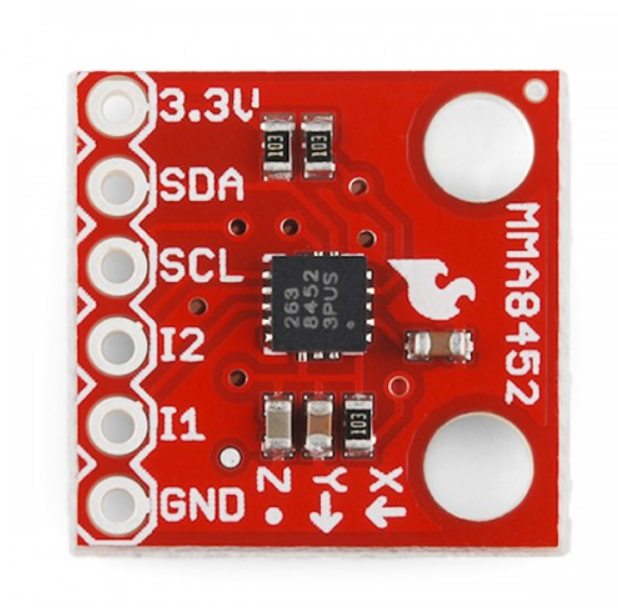 3.3V
SDA
SCL
I2
I1
GND
103
103
263
8452
3PUS
103
MMA8452
Z
Y
X